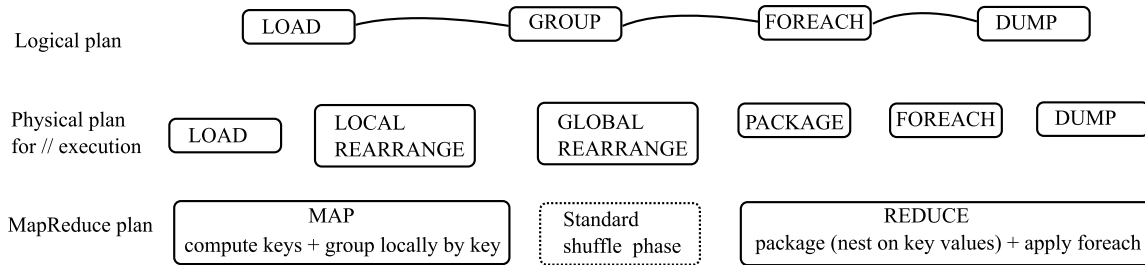 Logical plan
LOAD
GROUP
FOREACH
DUMP
Physical plan
for // execution
LOAD
LOCAL
REARRANGE
GLOBAL
REARRANGE
PACKAGE
FOREACH
DUMP
MapReduce plan
MAP
compute keys + group locally by key
Standard
shuffle phase
REDUCE
package (nest on key values) + apply foreach